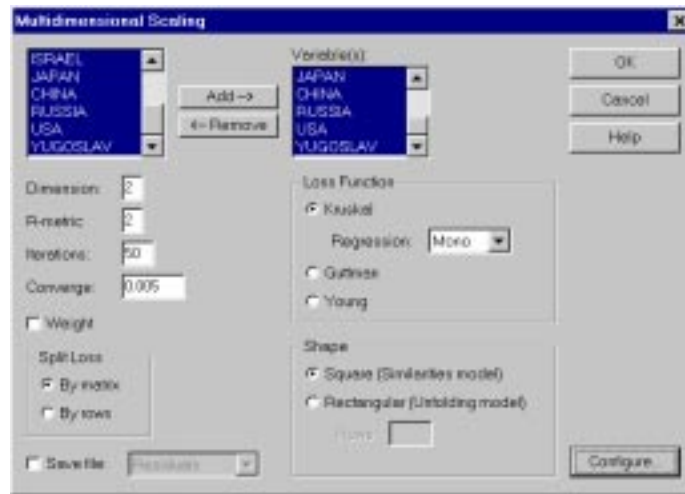 Multidimensional Scaling
ISRAEL
JAPAN
CHINA
RUSSIA
USA
YUGOSLAV
Add-->
<--Remove
Variable(s):
JAPAN
CHINA
RUSSIA
USA
YUGOSLAV
OK
Cancel
Help
Dimension: 2
R-metric: 2
Iterations: 50
Converge: 0.005
Weight
Split Loss
By matrix
By rows
Save file Residuals
Loss Function
Kruskal
Regression: Mono
Guttman
Young
Shape
Square (Similarities model)
Rectangular (Unfolding model)
Rows:
Configure...